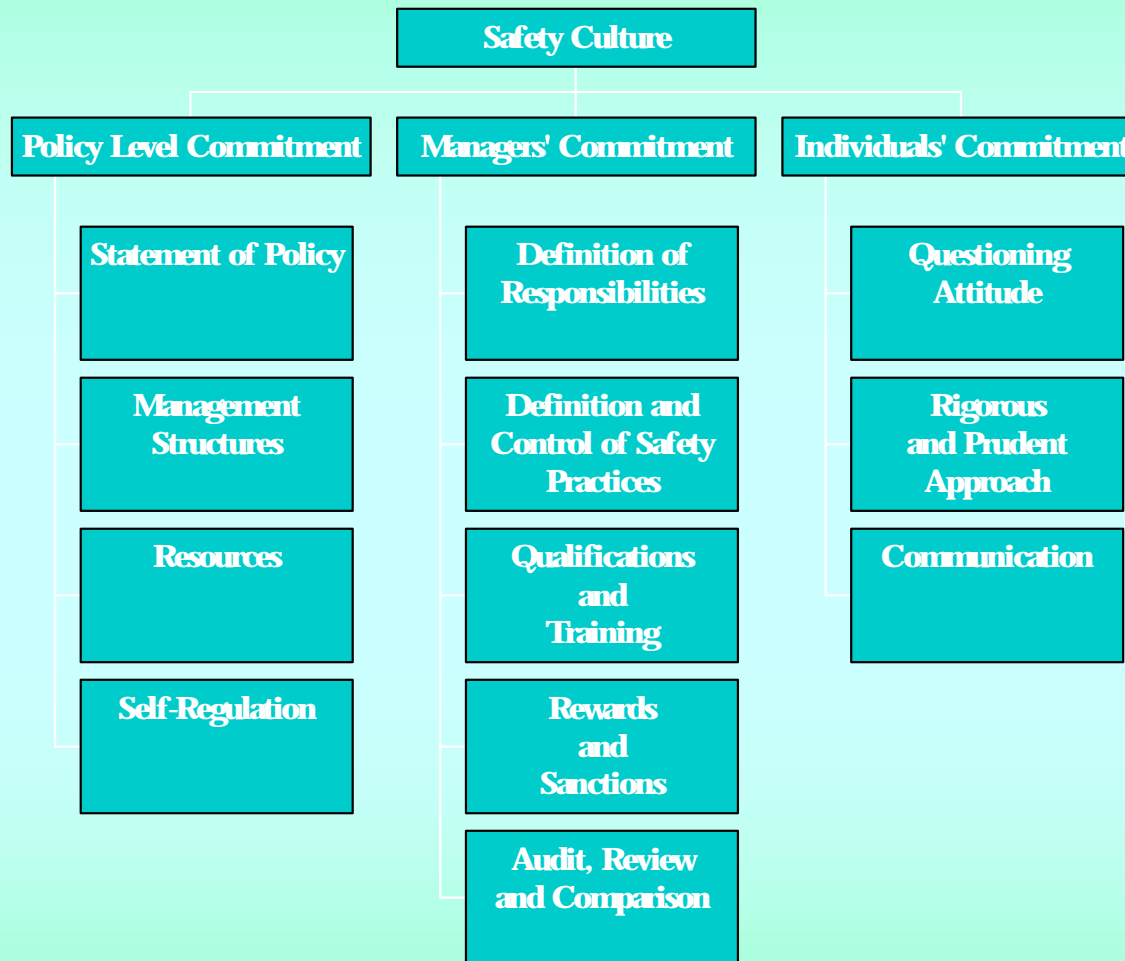 Safety Culture
Policy Level Commitment
Managers' Commitment
Individuals' Commitment
Statement of Policy
Management
Structures
Resources
Self-Regulation
Definition of
Responsibilities
Definition and
Control of Safety
Practices
Qualifications
and
Training
Rewards
and
Sanctions
Audit, Review
and Comparison
Questioning
Attitude
Rigorous
and Prudent
Approach
Communication